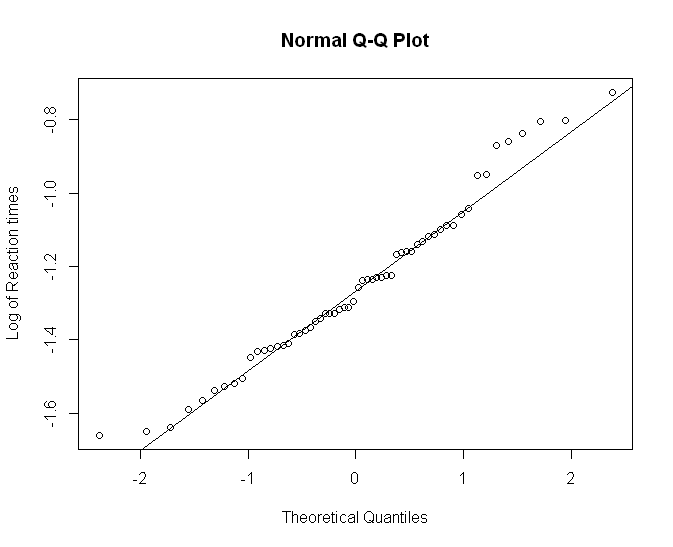 Normal Q-Q Plot
Log of Reaction times
-0.8
-1.0
-1.2
-1.4
-1.6
-2 -1 0 1 2
Theoretical Quantiles